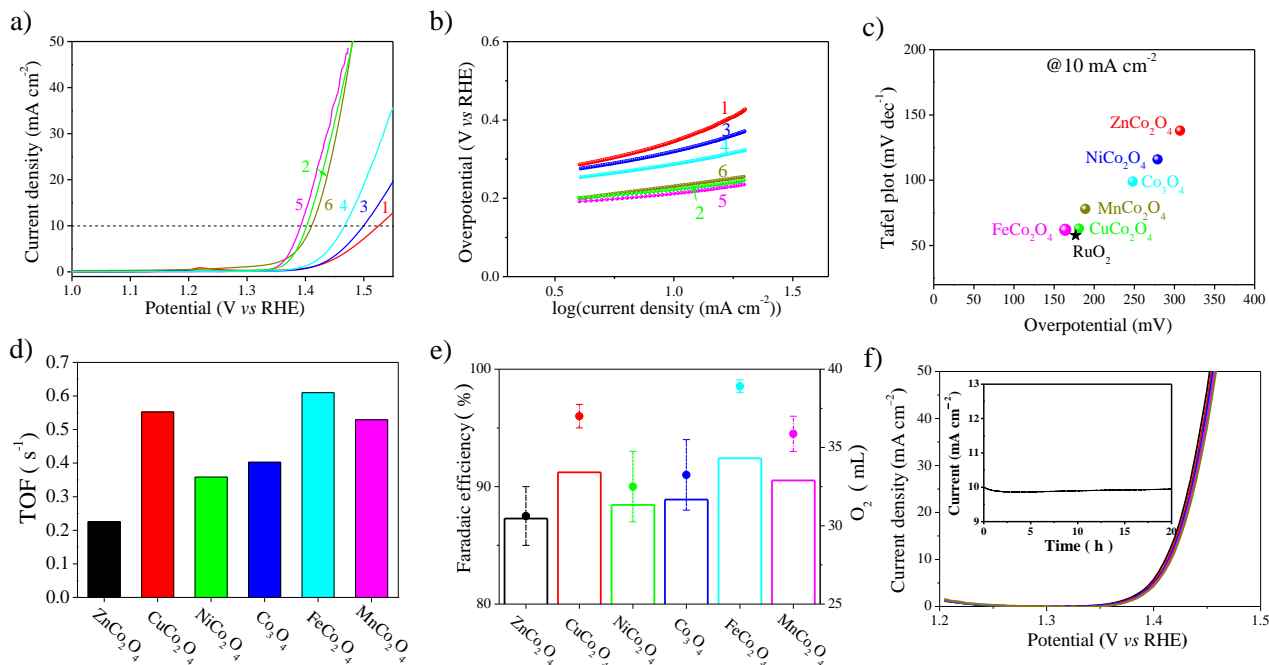 a)
50
40
30
20
10
0
Current density (mA cm⁻²)
1.0
1.1
1.2
1.3
1.4
1.5
Potential (V vs RHE)
2
5
6
4
3
1
b)
0.6
0.4
0.2
0.0
Overpotential (V vs RHE)
0.5
1.0
1.5
log(current density (mA cm⁻²))
1
3
4
6
2
5
c)
@10 mA cm⁻²
200
150
100
50
Tafel plot (mV dec⁻¹)
ZnCo₂O₄
NiCo₂O₄
Co₃O₄
MnCo₂O₄
FeCo₂O₄
CuCo₂O₄
RuO₂
0
50
100
150
200
250
300
350
400
Overpotential (mV)
d)
0.7
0.6
0.5
0.4
0.3
0.2
0.1
0.0
TOF ( s⁻¹)
ZnCo₂O₄
CuCo₂O₄
NiCo₂O₄
Co₃O₄
FeCo₂O₄
MnCo₂O₄
e)
100
90
80
Faradaic efficiency ( %)
40
35
30
25
O₂ ( mL)
ZnCo₂O₄
CuCo₂O₄
NiCo₂O₄
Co₃O₄
FeCo₂O₄
MnCo₂O₄
f)
50
40
30
20
10
0
Current density (mA cm⁻²)
13
12
11
10
9
Current (mA cm⁻²)
0
5
10
15
20
Time ( h )
1.2
1.3
1.4
1.5
Potential (V vs RHE)